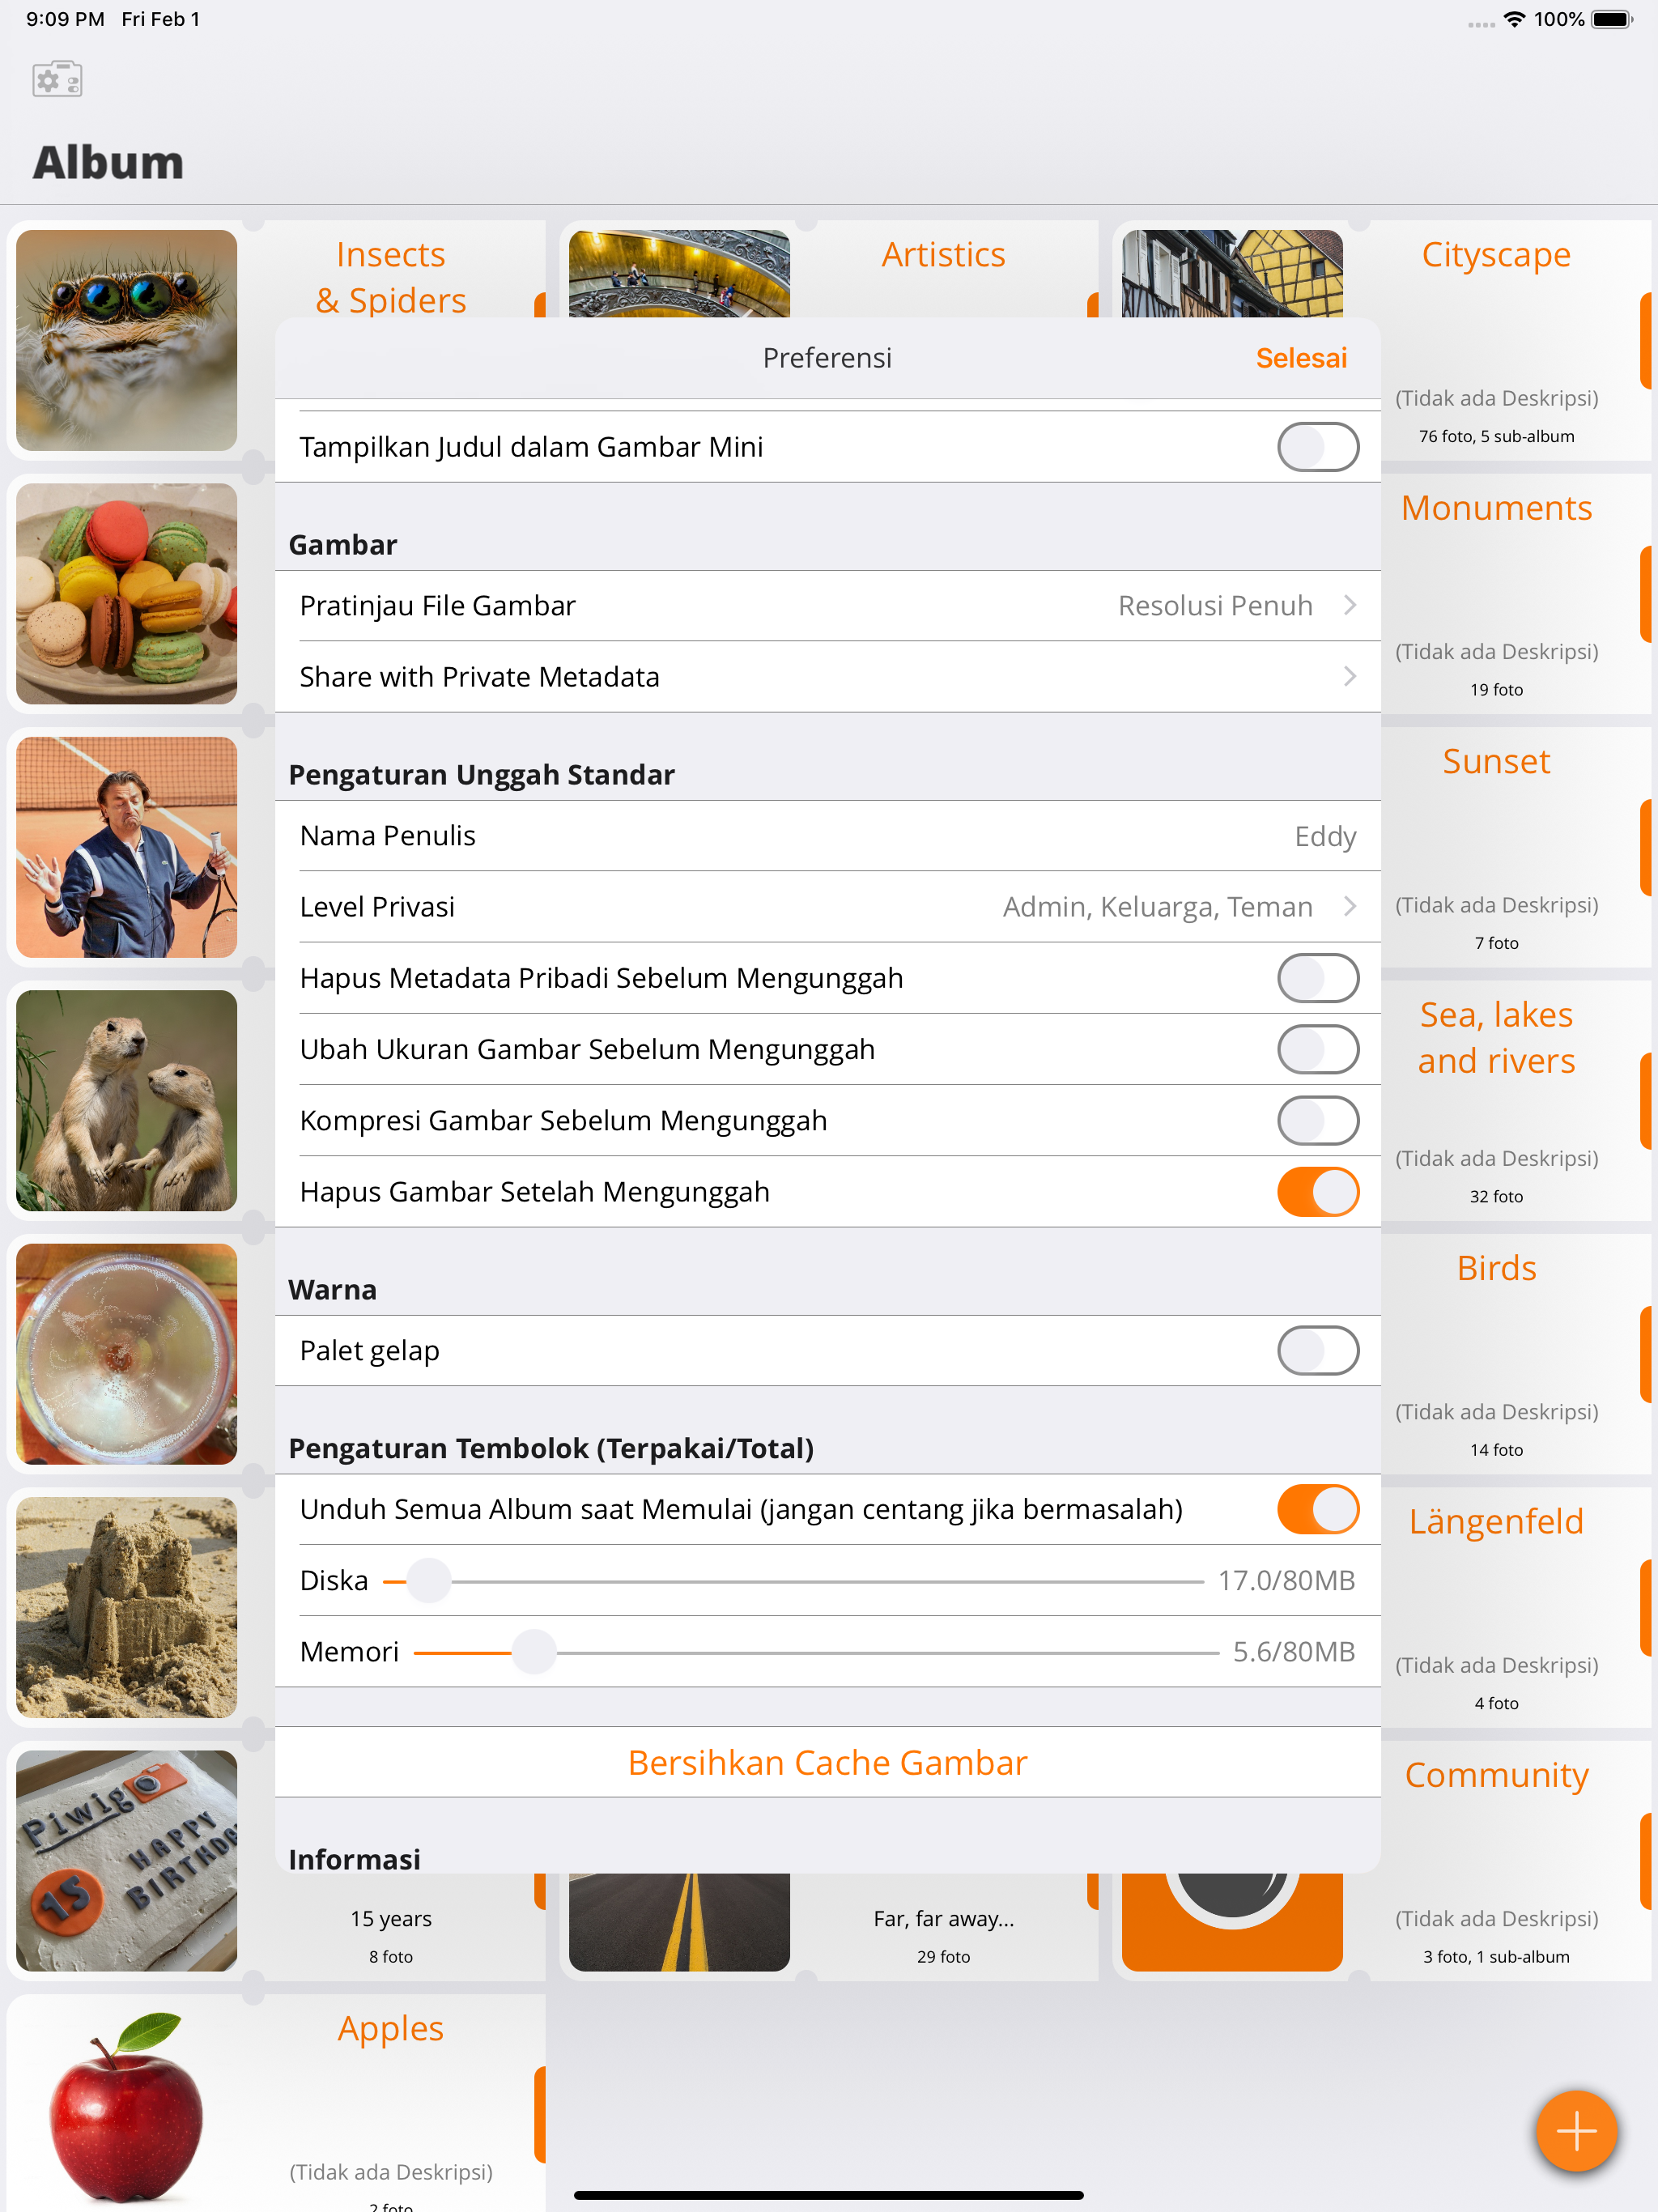 9:09 PM Fri Feb 1
100%
Album
Insects
& Spiders
Artistics
Cityscape
(Tidak ada Deskripsi)
76 foto, 5 sub-album
Monuments
(Tidak ada Deskripsi)
19 foto
Sunset
(Tidak ada Deskripsi)
7 foto
Sea, lakes
and rivers
(Tidak ada Deskripsi)
32 foto
Birds
(Tidak ada Deskripsi)
14 foto
Längenfeld
(Tidak ada Deskripsi)
4 foto
Community
(Tidak ada Deskripsi)
3 foto, 1 sub-album
Preferensi
Selesai
Tampilkan Judul dalam Gambar Mini
Gambar
Pratinjau File Gambar Resolusi Penuh
Share with Private Metadata
Pengaturan Unggah Standar
Nama Penulis Eddy
Level Privasi Admin, Keluarga, Teman
Hapus Metadata Pribadi Sebelum Mengunggah
Ubah Ukuran Gambar Sebelum Mengunggah
Kompresi Gambar Sebelum Mengunggah
Hapus Gambar Setelah Mengunggah
Warna
Palet gelap
Pengaturan Tembolok (Terpakai/Total)
Unduh Semua Album saat Memulai (jangan centang jika bermasalah)
Diska 17.0/80MB
Memori 5.6/80MB
Bersihkan Cache Gambar
Informasi
Piwig
HAPPY
15
15 years
8 foto
Far, far away...
29 foto
Apples
(Tidak ada Deskripsi)
2 foto